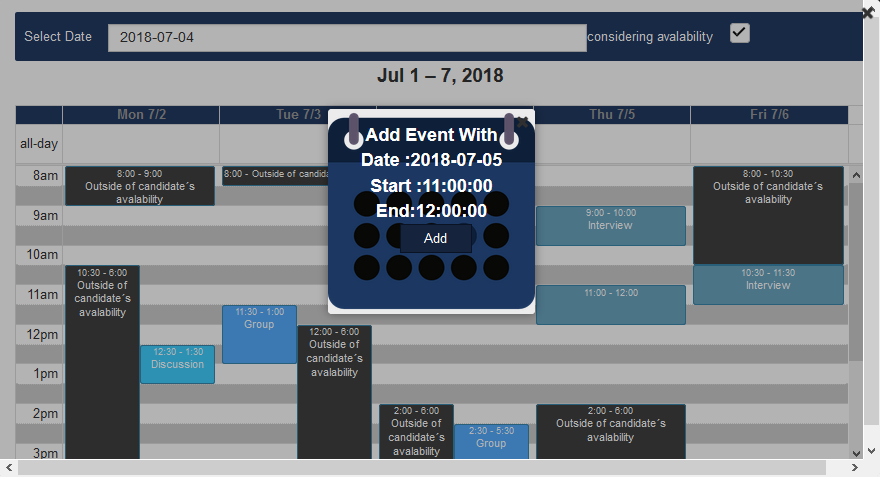 Select Date
2018-07-04
considering avalability
Jul 1 – 7, 2018
Mon 7/2
Tue 7/3
Thu 7/5
Fri 7/6
all-day
Add Event With
Date :2018-07-05
Start :11:00:00
End:12:00:00
Add
8am
9am
10am
11am
12pm
1pm
2pm
3pm
8:00 - 9:00
Outside of candidate´s
avalability
10:30 - 6:00
Outside of
candidate´s
avalability
12:30 - 1:30
Discussion
8:00 - Outside of candida
11:30 - 1:00
Group
12:00 - 6:00
Outside of
candidate´s
avalability
2:00 - 6:00
Outside of
candidate´s
avalability
2:30 - 5:30
Group
9:00 - 10:00
Interview
11:00 - 12:00
2:00 - 6:00
Outside of candidate´s
avalability
8:00 - 10:30
Outside of candidate´s
avalability
10:30 - 11:30
Interview